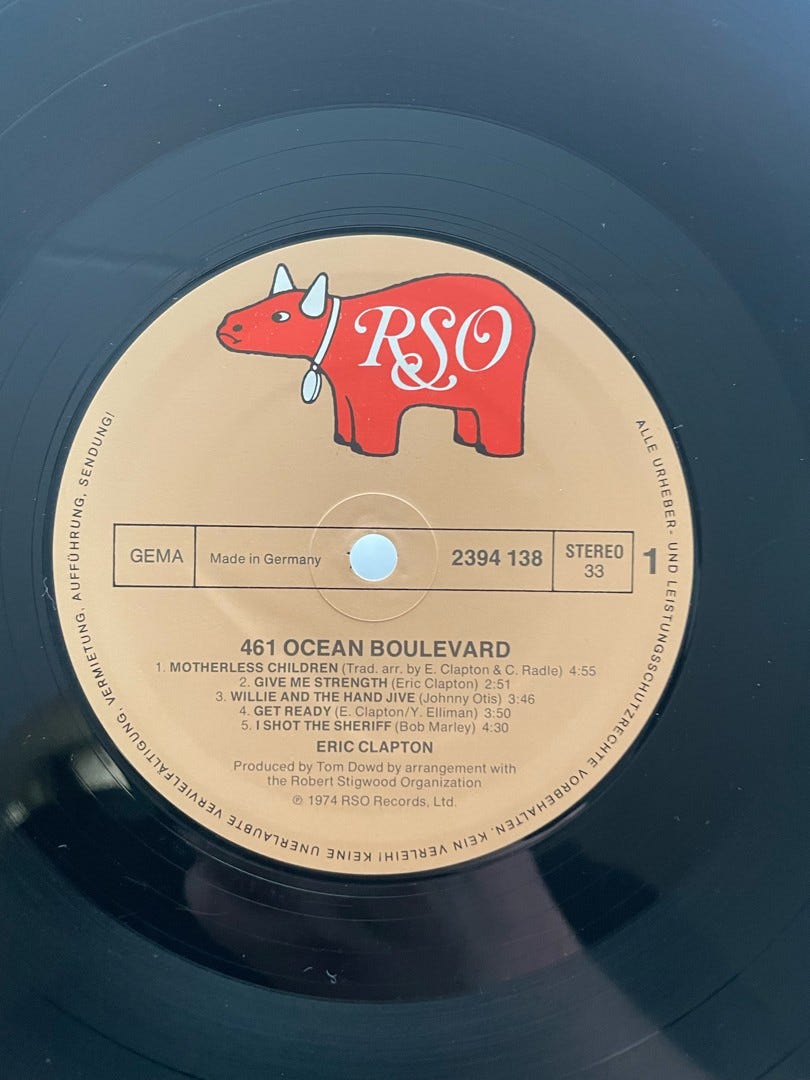 RSO
GEMA
Made in Germany
2394 138
STEREO
33
1
461 OCEAN BOULEVARD
1. MOTHERLESS CHILDREN (Trad. arr. by E. Clapton & C. Radle) 4:55
2. GIVE ME STRENGTH (Eric Clapton) 2:51
3. WILLIE AND THE HAND JIVE (Johnny Otis) 3:46
4. GET READY (E. Clapton/Y. Elliman) 3:50
5. I SHOT THE SHERIFF (Bob Marley) 4:30
ERIC CLAPTON
Produced by Tom Dowd by arrangement with
the Robert Stigwood Organization
℗ 1974 RSO Records, Ltd.
ALLE URHEBER- UND LEISTUNGSSCHUTZRECHTE VORBEHALTEN. KEIN VERLEIH! KEINE UNERLAUBTE VERVIELFÄLTIGUNG, VERMIETUNG, AUFFÜHRUNG, SENDUNG!